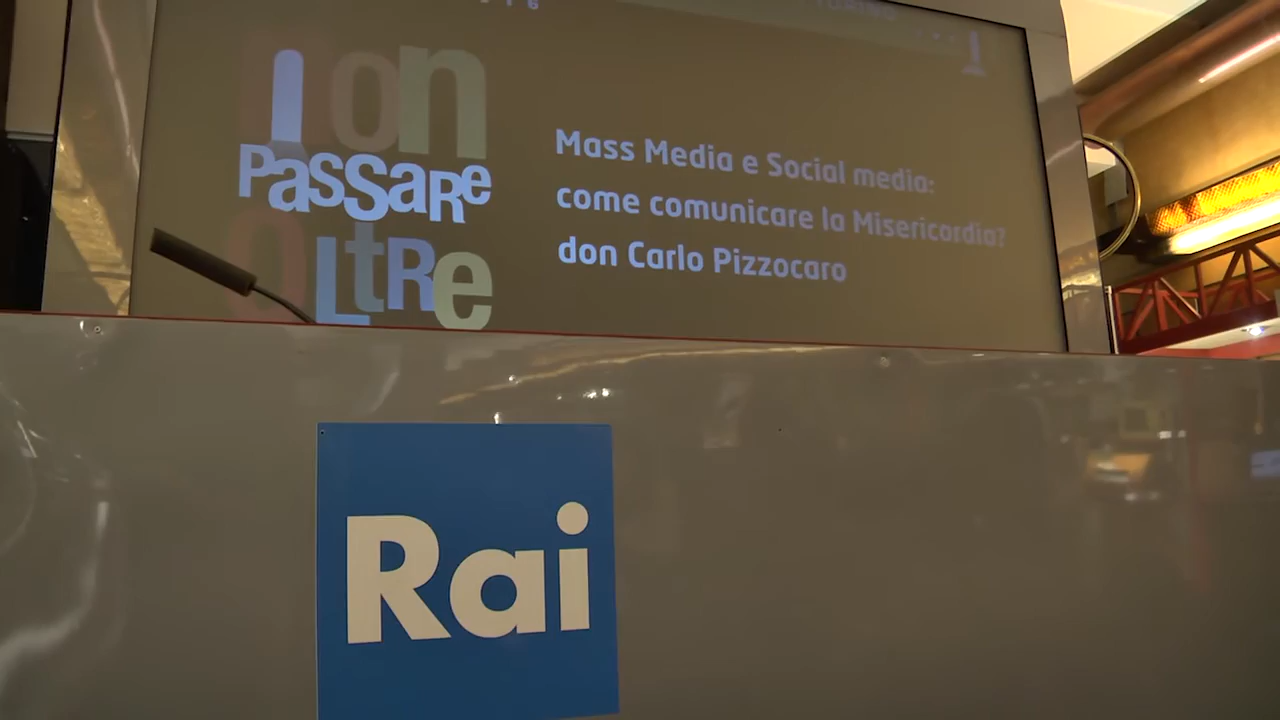 non
Passare
oLtRe
Mass Media e Social media:
come comunicare la Misericordia?
don Carlo Pizzocaro
Rai